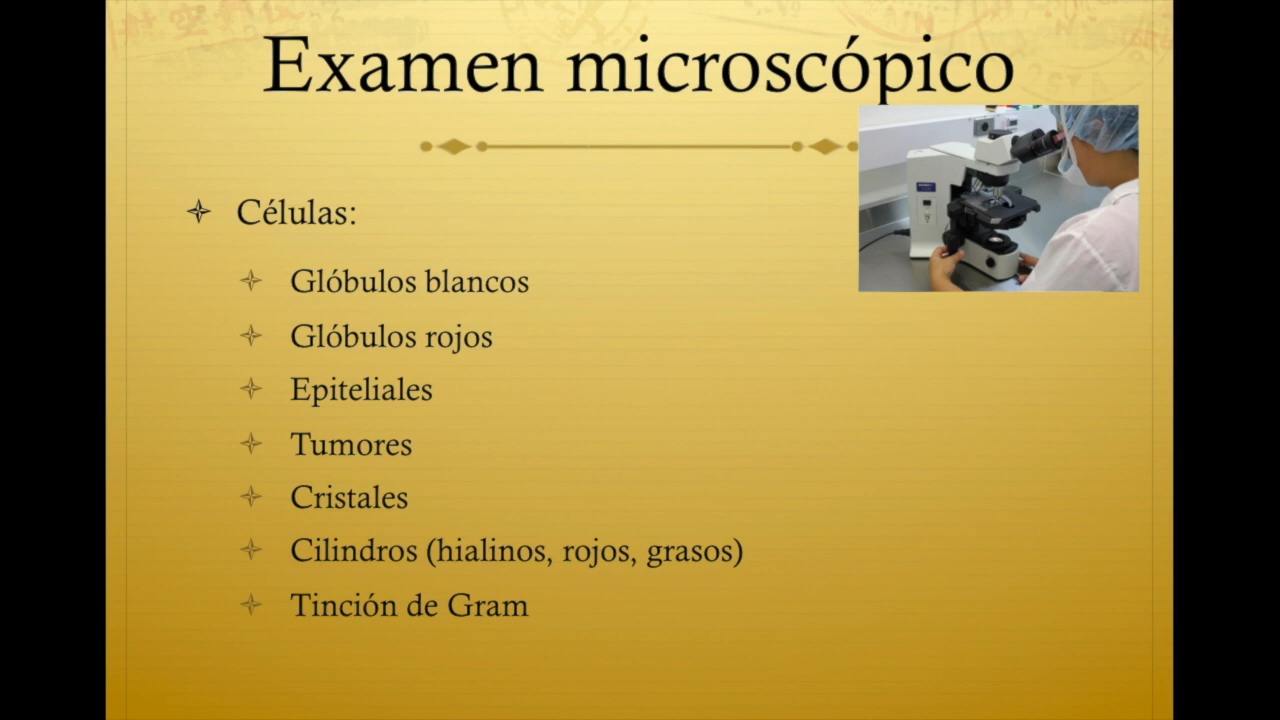 Examen microscópico
Células:
Glóbulos blancos
Glóbulos rojos
Epiteliales
Tumores
Cristales
Cilindros (hialinos, rojos, grasos)
Tinción de Gram